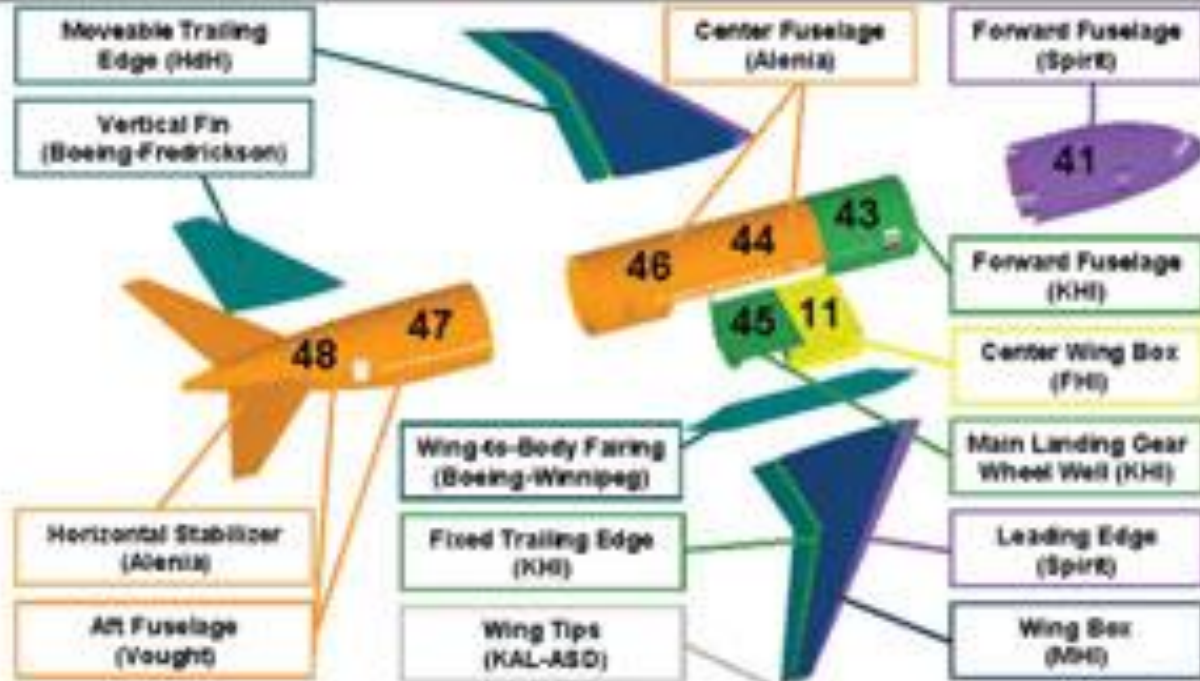 Moveable Trailing
Edge (HdH)
Center Fuselage
(Alenia)
Forward Fuselage
(Spirit)
Vertical Fin
(Boeing-Fredrickson)
41
43
44
46
Forward Fuselage
(KHI)
47
48
45
11
Center Wing Box
(FHI)
Wing-to-Body Fairing
(Boeing-Winnipeg)
Main Landing Gear
Wheel Well (KHI)
Horizontal Stabilizer
(Alenia)
Fixed Trailing Edge
(KHI)
Leading Edge
(Spirit)
Aft Fuselage
(Vought)
Wing Tips
(KAL-ASD)
Wing Box
(MHI)